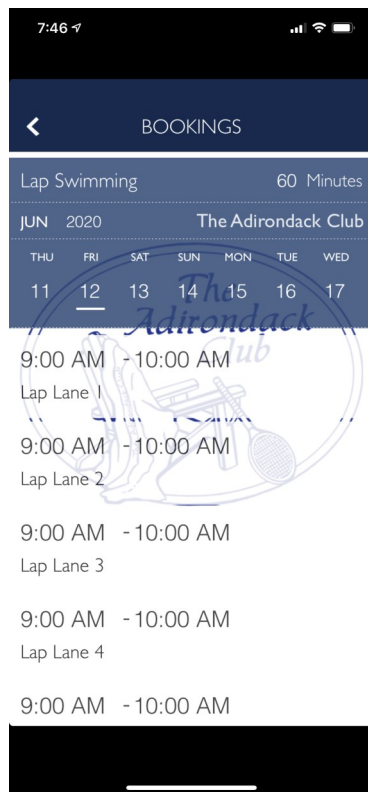 7:46
BOOKINGS
Lap Swimming 60 Minutes
JUN 2020 The Adirondack Club
THU FRI SAT SUN MON TUE WED
11 12 13 14 15 16 17
The
Adirondack
Club
9:00 AM - 10:00 AM
Lap Lane 1
9:00 AM - 10:00 AM
Lap Lane 2
9:00 AM - 10:00 AM
Lap Lane 3
9:00 AM - 10:00 AM
Lap Lane 4
9:00 AM - 10:00 AM